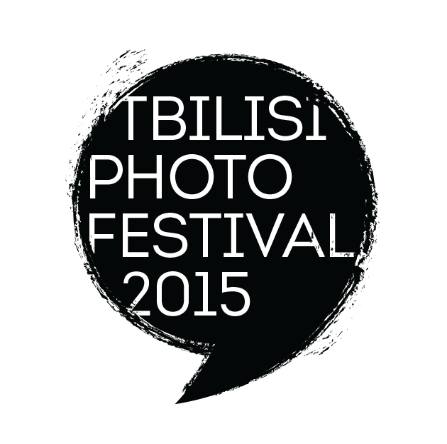 TBILISI
PHOTO
FESTIVAL
2015